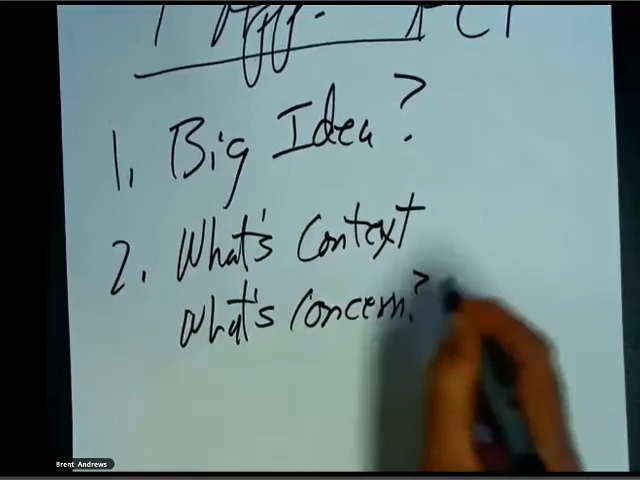 1. Big Idea?
2. What's Context
What's Concern?
Brent Andrews